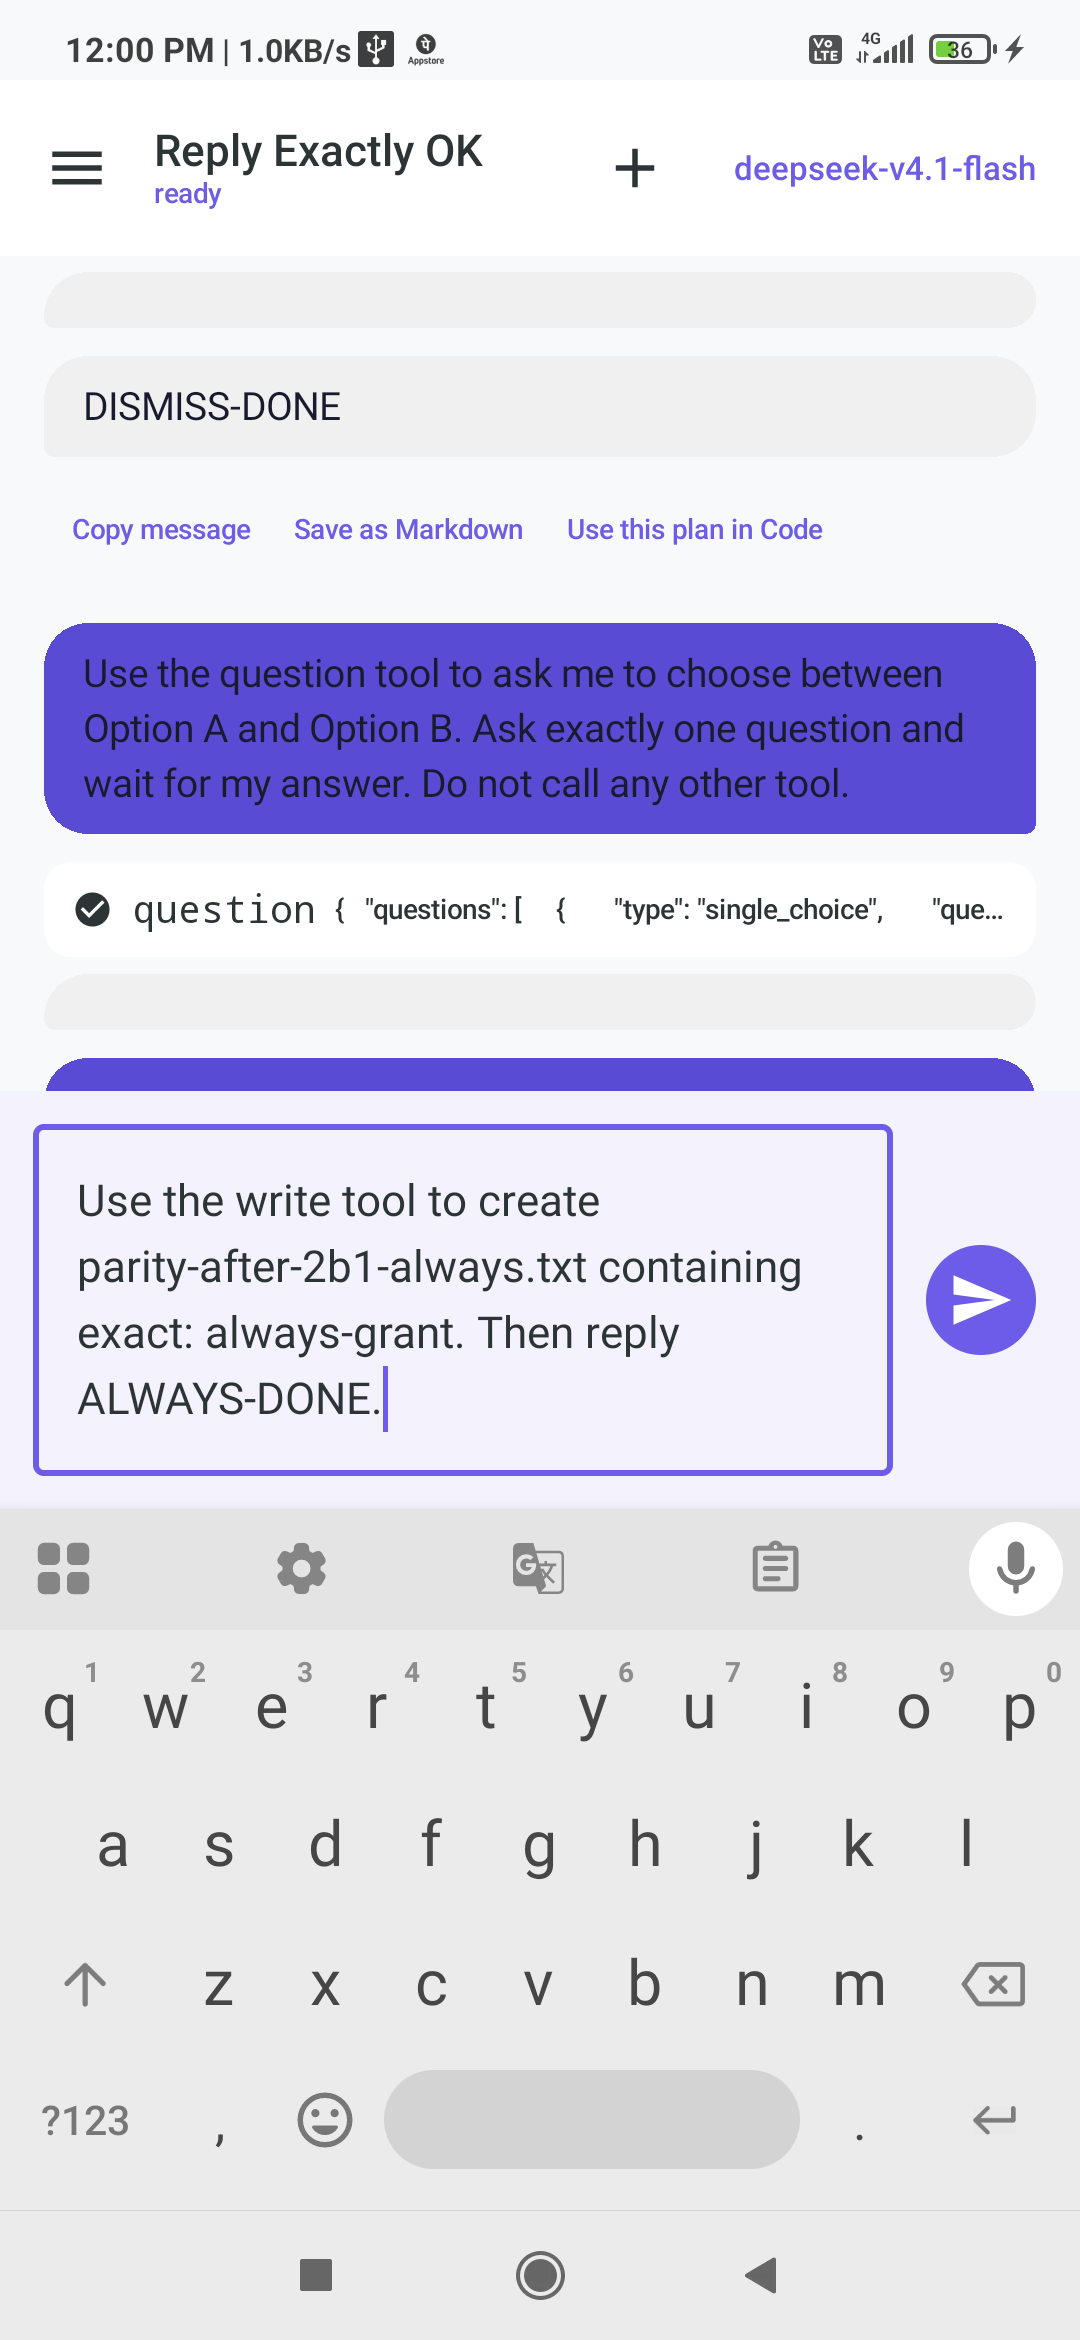 12:00 PM | 1.0KB/s पे Appstore Vo LTE 4G 36
Reply Exactly OK
ready
deepseek-v4.1-flash
DISMISS-DONE
Copy message Save as Markdown Use this plan in Code
Use the question tool to ask me to choose between
Option A and Option B. Ask exactly one question and
wait for my answer. Do not call any other tool.
question { "questions": [ { "type": "single_choice", "que...
Use the write tool to create
parity-after-2b1-always.txt containing
exact: always-grant. Then reply
ALWAYS-DONE.
G 文
1 2 3 4 5 6 7 8 9 0
q w e r t y u i o p
a s d f g h j k l
z x c v b n m
?123 , .